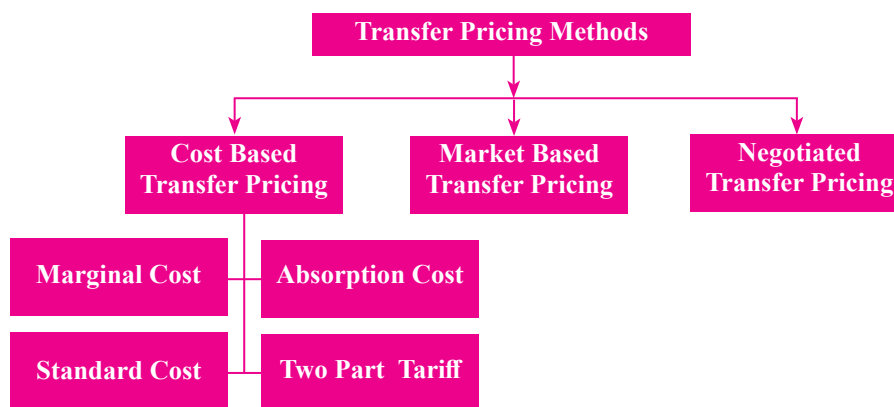 Transfer Pricing Methods
Cost Based
Transfer Pricing
Market Based
Transfer Pricing
Negotiated
Transfer Pricing
Marginal Cost
Absorption Cost
Standard Cost
Two Part Tariff